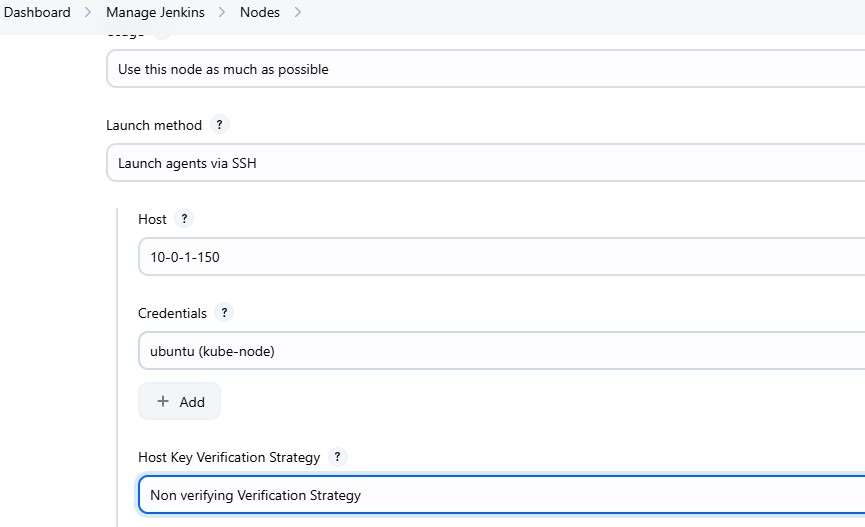 Dashboard > Manage Jenkins > Nodes >
Use this node as much as possible
Launch method ?
Launch agents via SSH
Host ?
10-0-1-150
Credentials ?
ubuntu (kube-node)
+ Add
Host Key Verification Strategy ?
Non verifying Verification Strategy